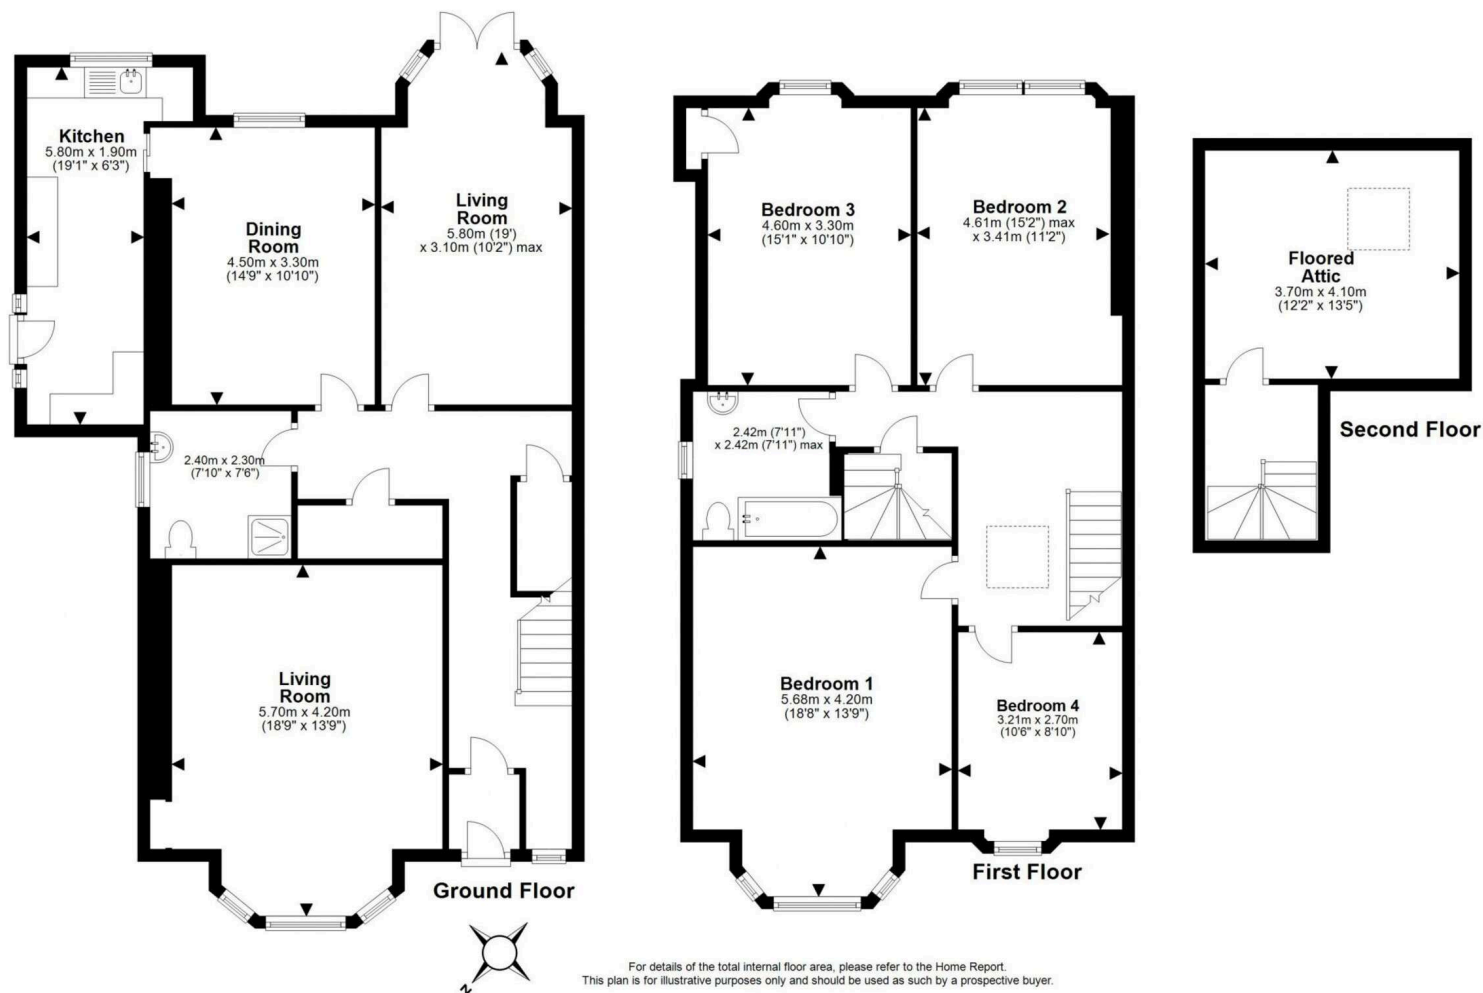 Kitchen
5.80m x 1.90m
(19'1" x 6'3")
Dining
Room
4.50m x 3.30m
(14'9" x 10'10")
Living
Room
5.80m (19')
x 3.10m (10'2") max
2.40m x 2.30m
(7'10" x 7'6")
Living
Room
5.70m x 4.20m
(18'9" x 13'9")
Ground Floor
Bedroom 3
4.60m x 3.30m
(15'1" x 10'10")
Bedroom 2
4.61m (15'2") max
x 3.41m (11'2")
2.42m (7'11")
x 2.42m (7'11") max
Bedroom 1
5.68m x 4.20m
(18'8" x 13'9")
Bedroom 4
3.21m x 2.70m
(10'6" x 8'10")
First Floor
Floored
Attic
3.70m x 4.10m
(12'2" x 13'5")
Second Floor
N
For details of the total internal floor area, please refer to the Home Report.
This plan is for illustrative purposes only and should be used as such by a prospective buyer.